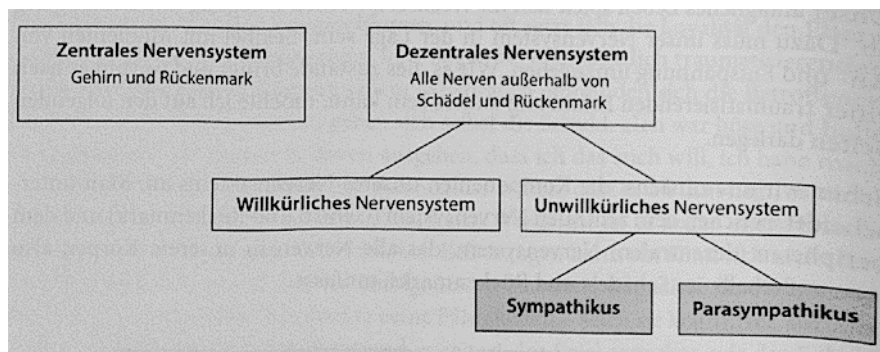 Zentrales Nervensystem
Gehirn und Rückenmark
Dezentrales Nervensystem
Alle Nerven außerhalb von
Schädel und Rückenmark
Willkürliches Nervensystem
Unwillkürliches Nervensystem
Sympathikus
Parasympathikus